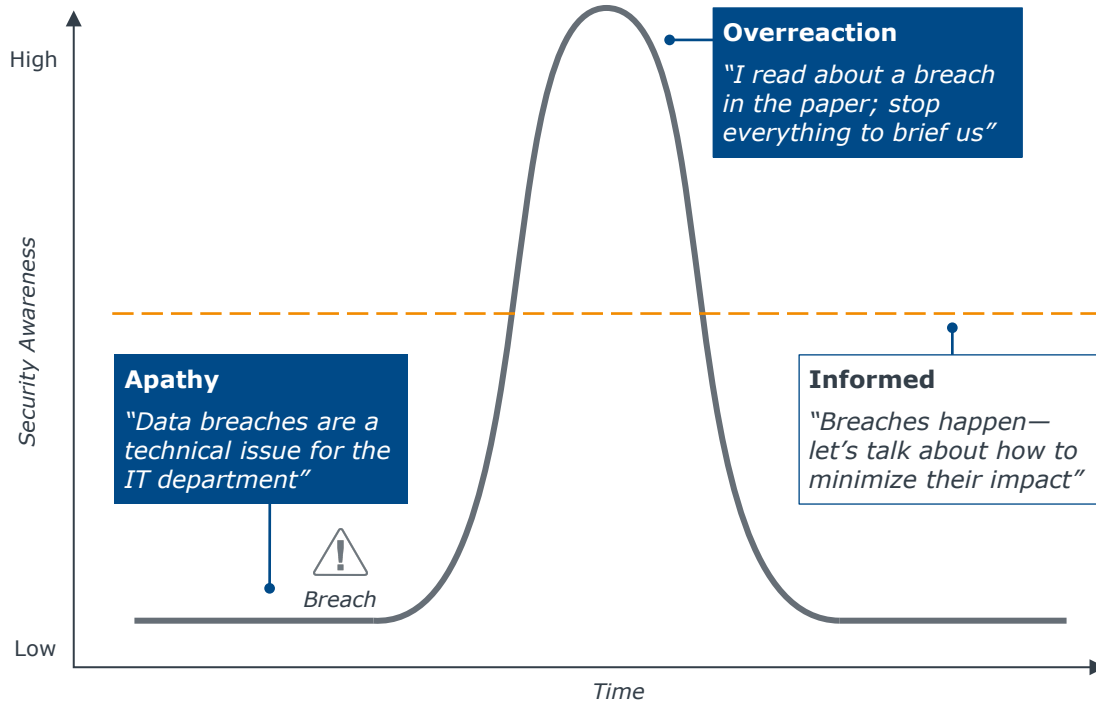 High
Overreaction
“I read about a breach
in the paper; stop
everything to brief us”
Security Awareness
Apathy
“Data breaches are a
technical issue for the
IT department”
Informed
“Breaches happen—
let’s talk about how to
minimize their impact”
!
Breach
Low
Time